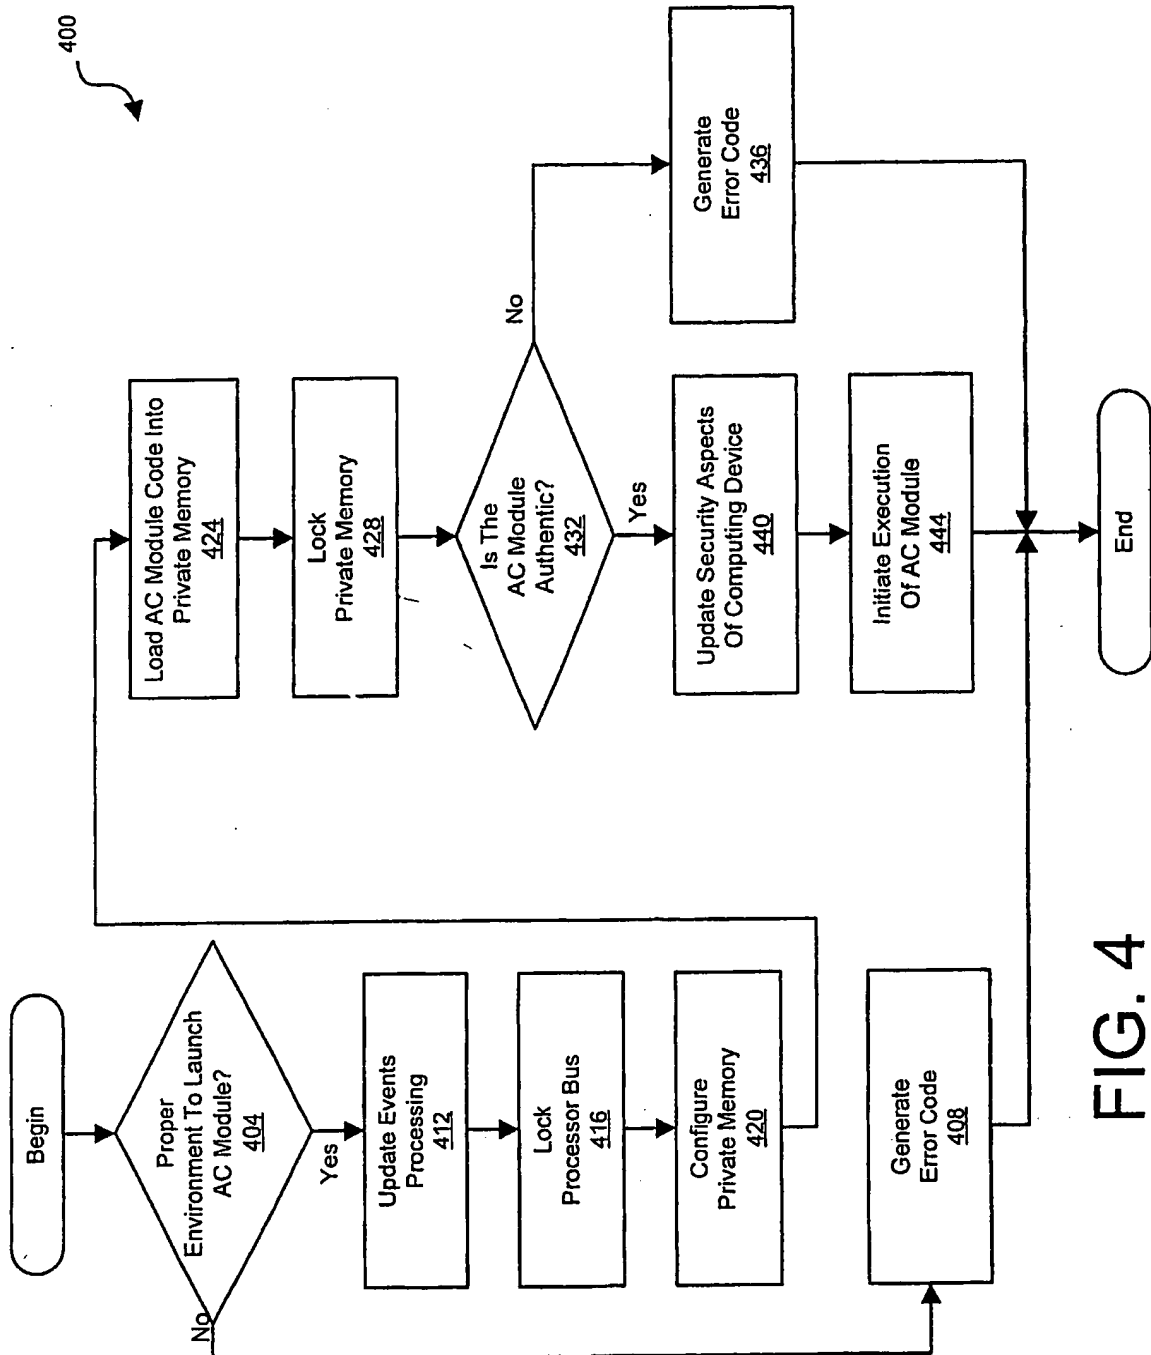 400
Begin
Proper
Environment To Launch
AC Module?
404
No
Yes
Update Events
Processing
412
Lock
Processor Bus
416
Configure
Private Memory
420
Generate
Error Code
408
Load AC Module Code Into
Private Memory
424
Lock
Private Memory
428
Is The
AC Module
Authentic?
432
No
Yes
Generate
Error Code
436
Update Security Aspects
Of Computing Device
440
Initiate Execution
Of AC Module
444
End
FIG. 4